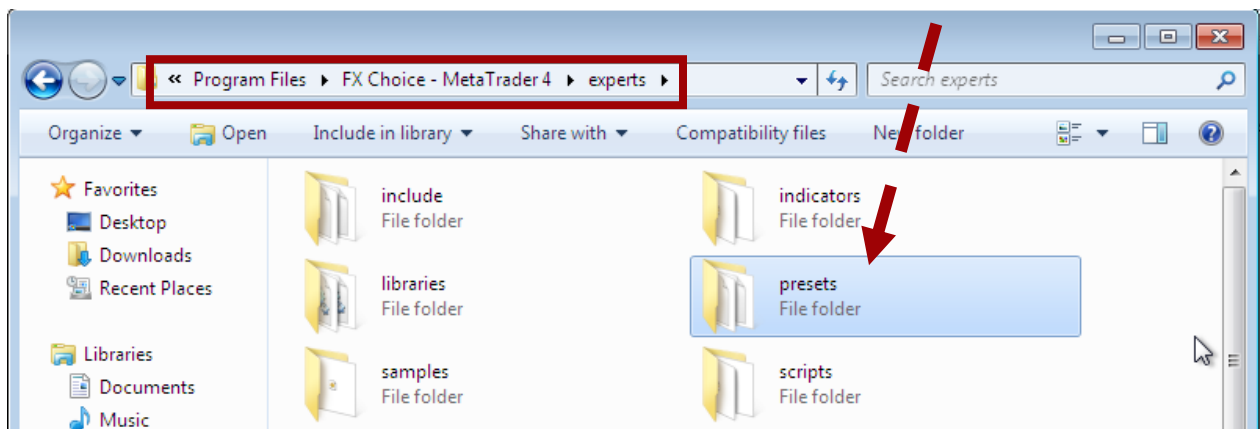 « Program Files ▸ FX Choice - MetaTrader 4 ▸ experts ▸
Search experts
Organize
Open
Include in library
Share with
Compatibility files
New folder
Favorites
Desktop
Downloads
Recent Places
Libraries
Documents
Music
include
File folder
indicators
File folder
libraries
File folder
presets
File folder
samples
File folder
scripts
File folder